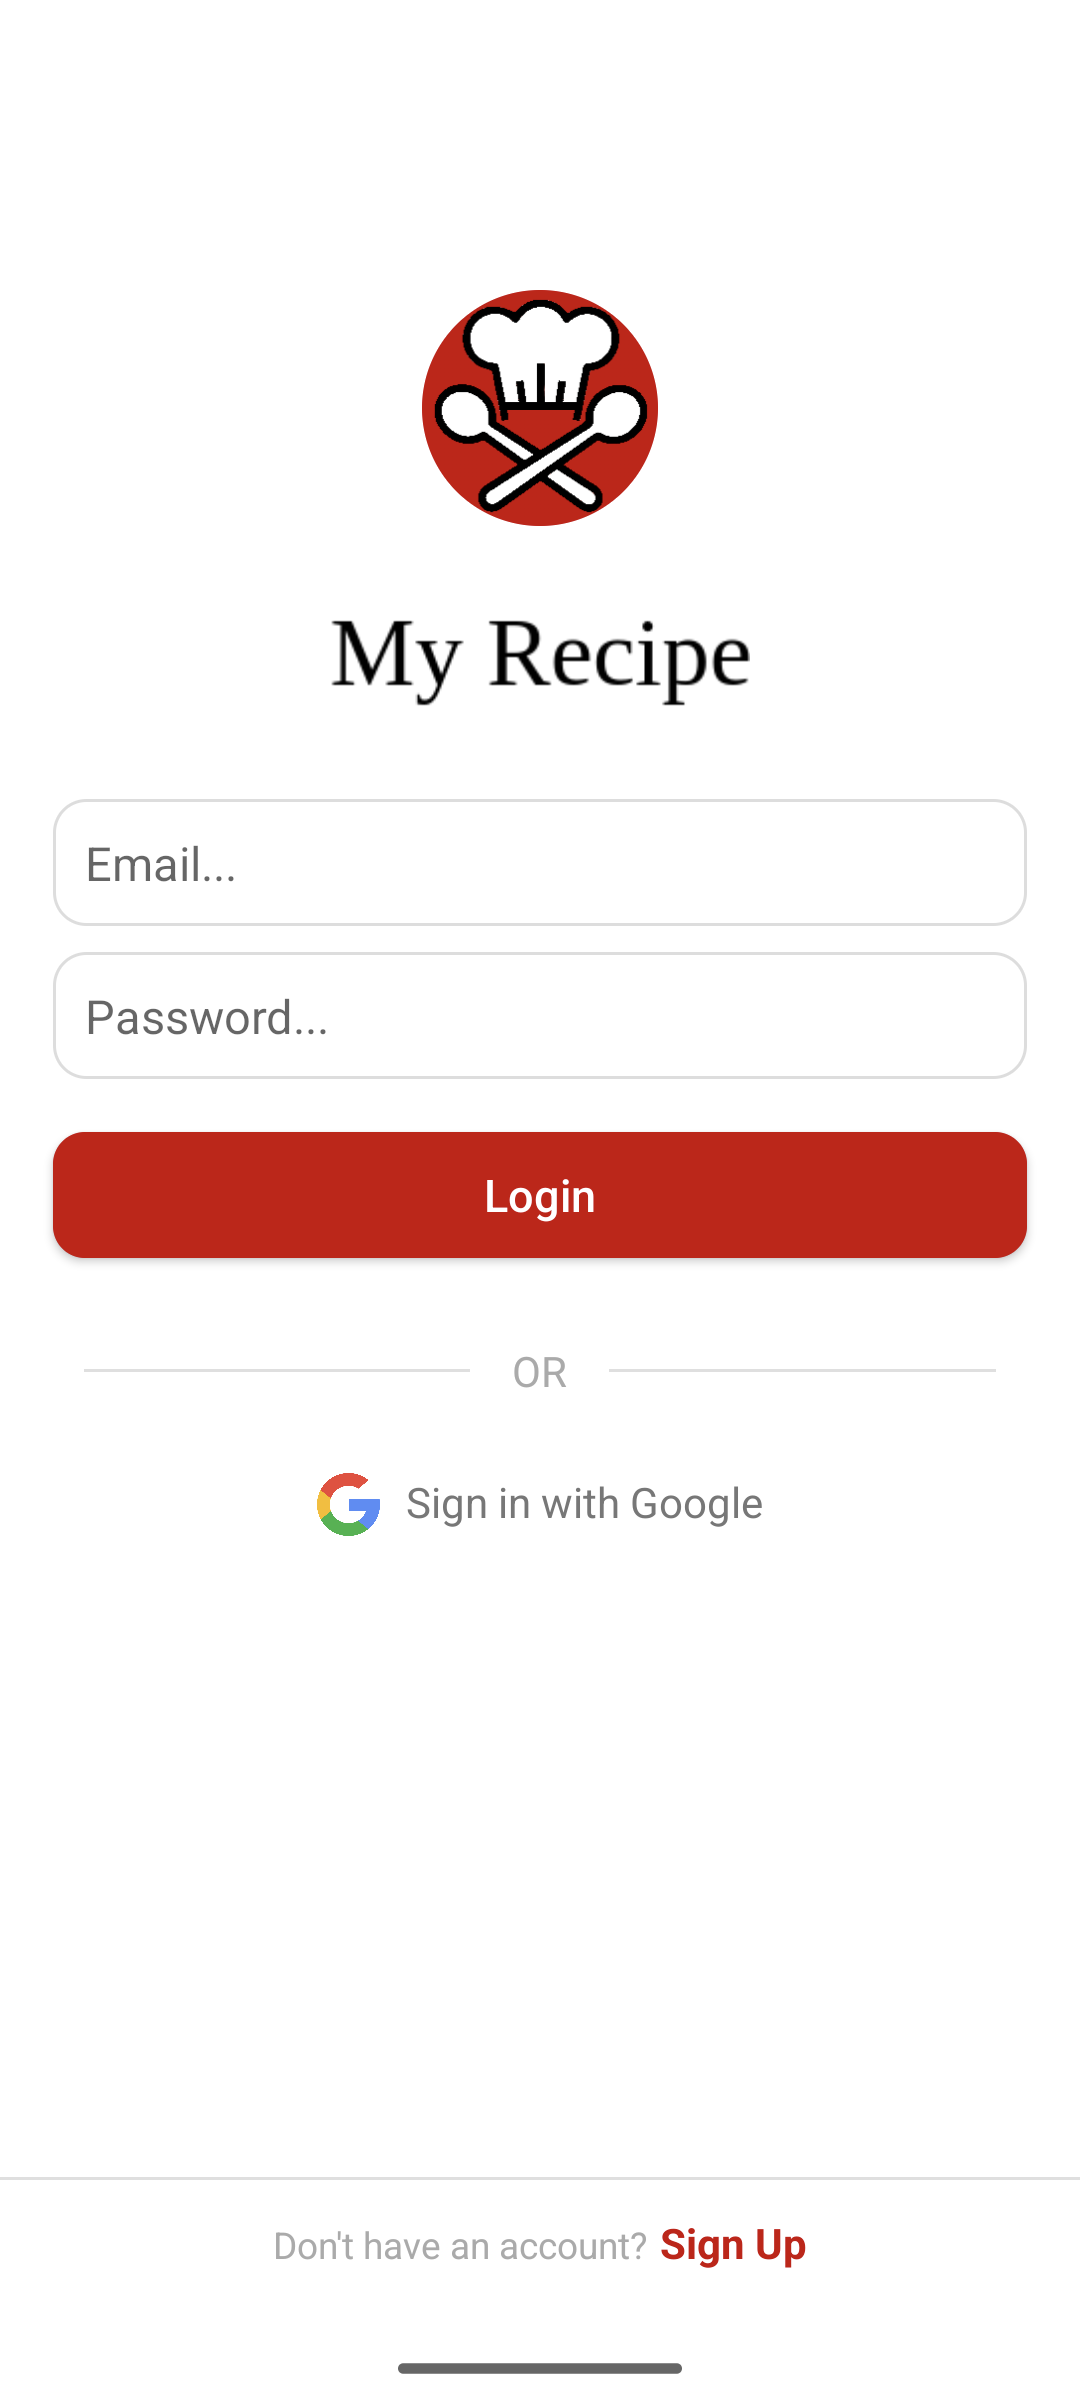 My Recipe
Email...
Password...
Login
OR
Sign in with Google
Don't have an account? Sign Up